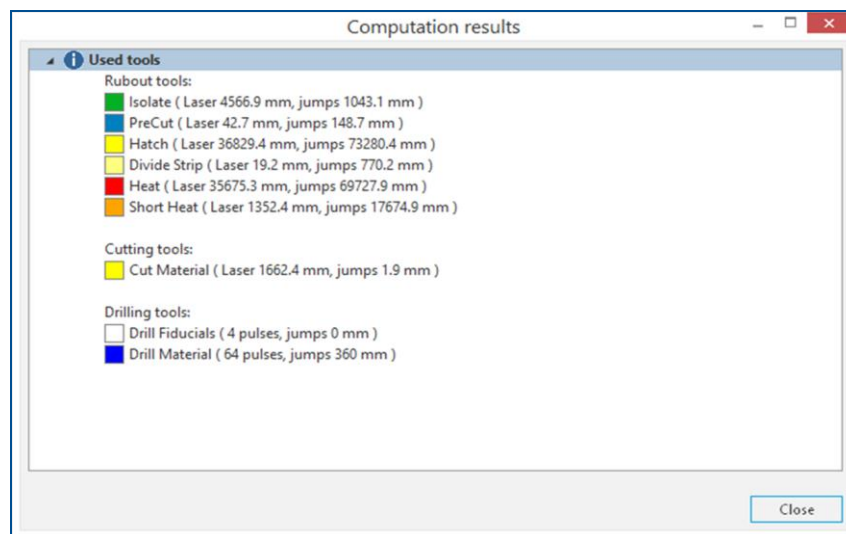 Computation results
Used tools
Rubout tools:
Isolate ( Laser 4566.9 mm, jumps 1043.1 mm )
PreCut ( Laser 42.7 mm, jumps 148.7 mm )
Hatch ( Laser 36829.4 mm, jumps 73280.4 mm )
Divide Strip ( Laser 19.2 mm, jumps 770.2 mm )
Heat ( Laser 35675.3 mm, jumps 69727.9 mm )
Short Heat ( Laser 1352.4 mm, jumps 17674.9 mm )
Cutting tools:
Cut Material ( Laser 1662.4 mm, jumps 1.9 mm )
Drilling tools:
Drill Fiducials ( 4 pulses, jumps 0 mm )
Drill Material ( 64 pulses, jumps 360 mm )
Close